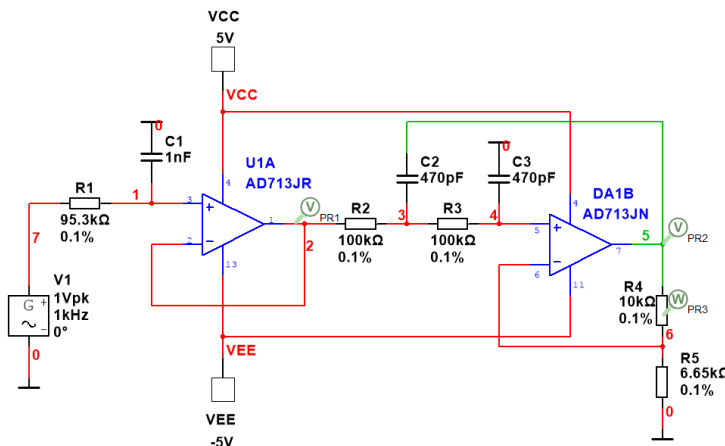 VCC
5V
VCC
0
C1
1nF
U1A
AD713JR
4
R1
95.3kΩ
0.1%
1
3
2
1
13
V
PR1
2
R2
100kΩ
0.1%
3
C2
470pF
R3
100kΩ
0.1%
4
0
C3
470pF
DA1B
AD713JN
4
5
6
7
11
5
V
PR2
R4
10kΩ
0.1%
W
PR3
6
R5
6.65kΩ
0.1%
0
7
V1
1Vpk
1kHz
0°
G
0
VEE
VEE
-5V